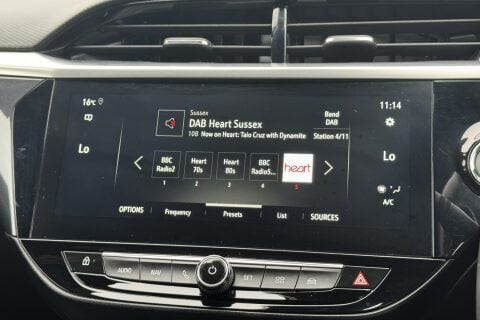 16°C
Sussex
DAB Heart Sussex
10B Now on Heart: Taio Cruz with Dynamite
Band
DAB
Station 4/11
11:14
Lo
Lo
BBC Radio2
Heart 70s
Heart 80s
BBC Radio5...
heart
1 2 3 4 5
A/C
OPTIONS Frequency Presets List SOURCES
AUDIO NAV SET